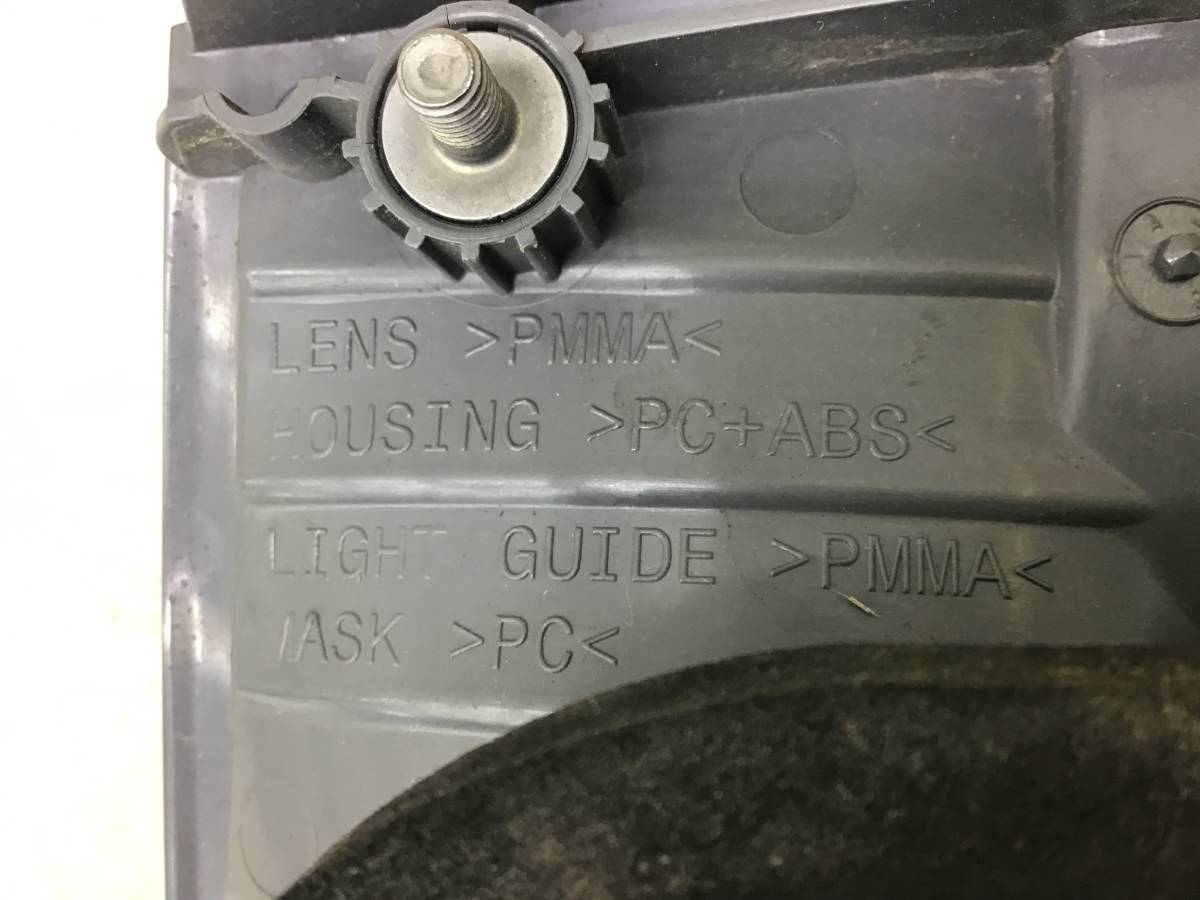 LENS >PMMA<
HOUSING >PC+ABS<
LIGHT GUIDE >PMMA<
MASK >PC<